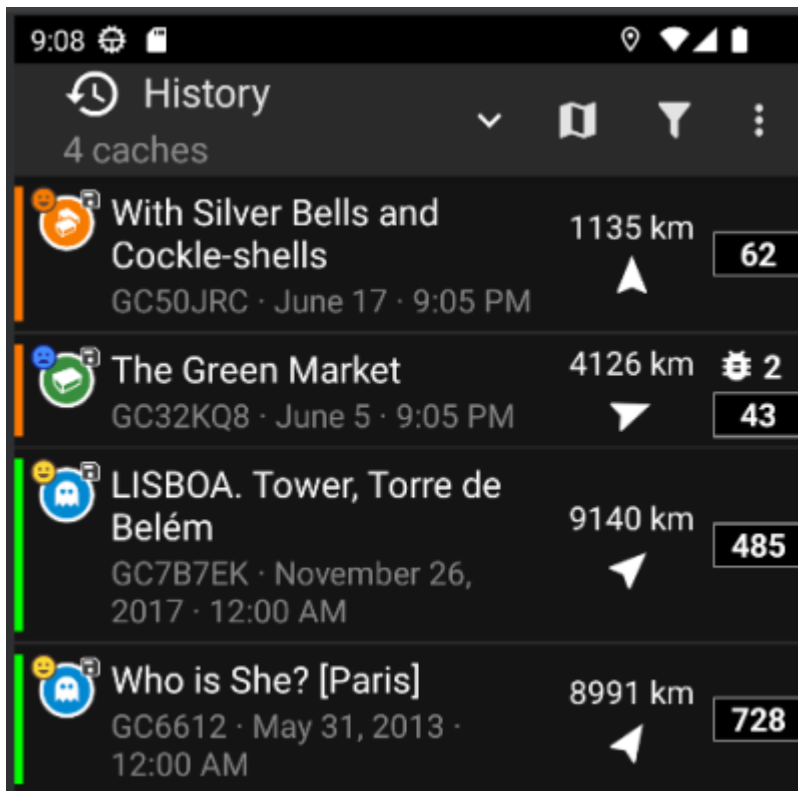 9:08
History
4 caches
With Silver Bells and
Cockle-shells
GC50JRC · June 17 · 9:05 PM
1135 km
62
The Green Market
GC32KQ8 · June 5 · 9:05 PM
4126 km
2
43
LISBOA. Tower, Torre de
Belém
GC7B7EK · November 26,
2017 · 12:00 AM
9140 km
485
Who is She? [Paris]
GC6612 · May 31, 2013 ·
12:00 AM
8991 km
728